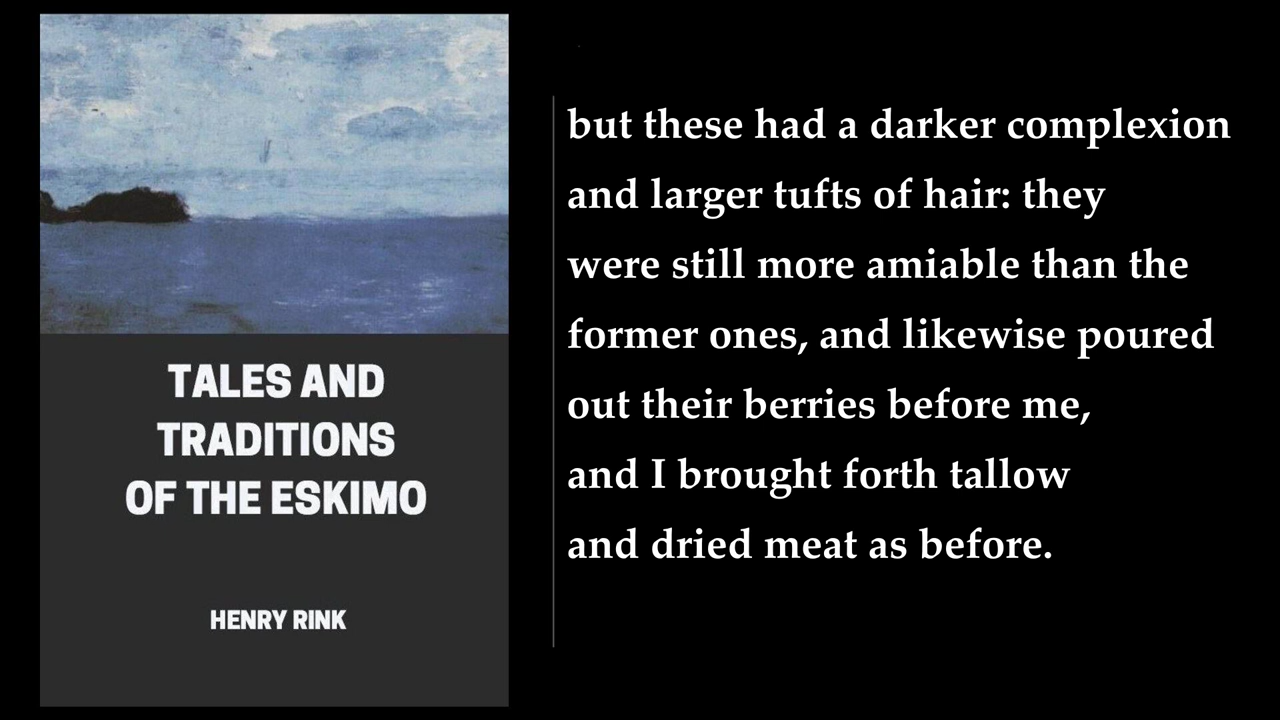 TALES AND
TRADITIONS
OF THE ESKIMO
HENRY RINK
but these had a darker complexion
and larger tufts of hair: they
were still more amiable than the
former ones, and likewise poured
out their berries before me,
and I brought forth tallow
and dried meat as before.